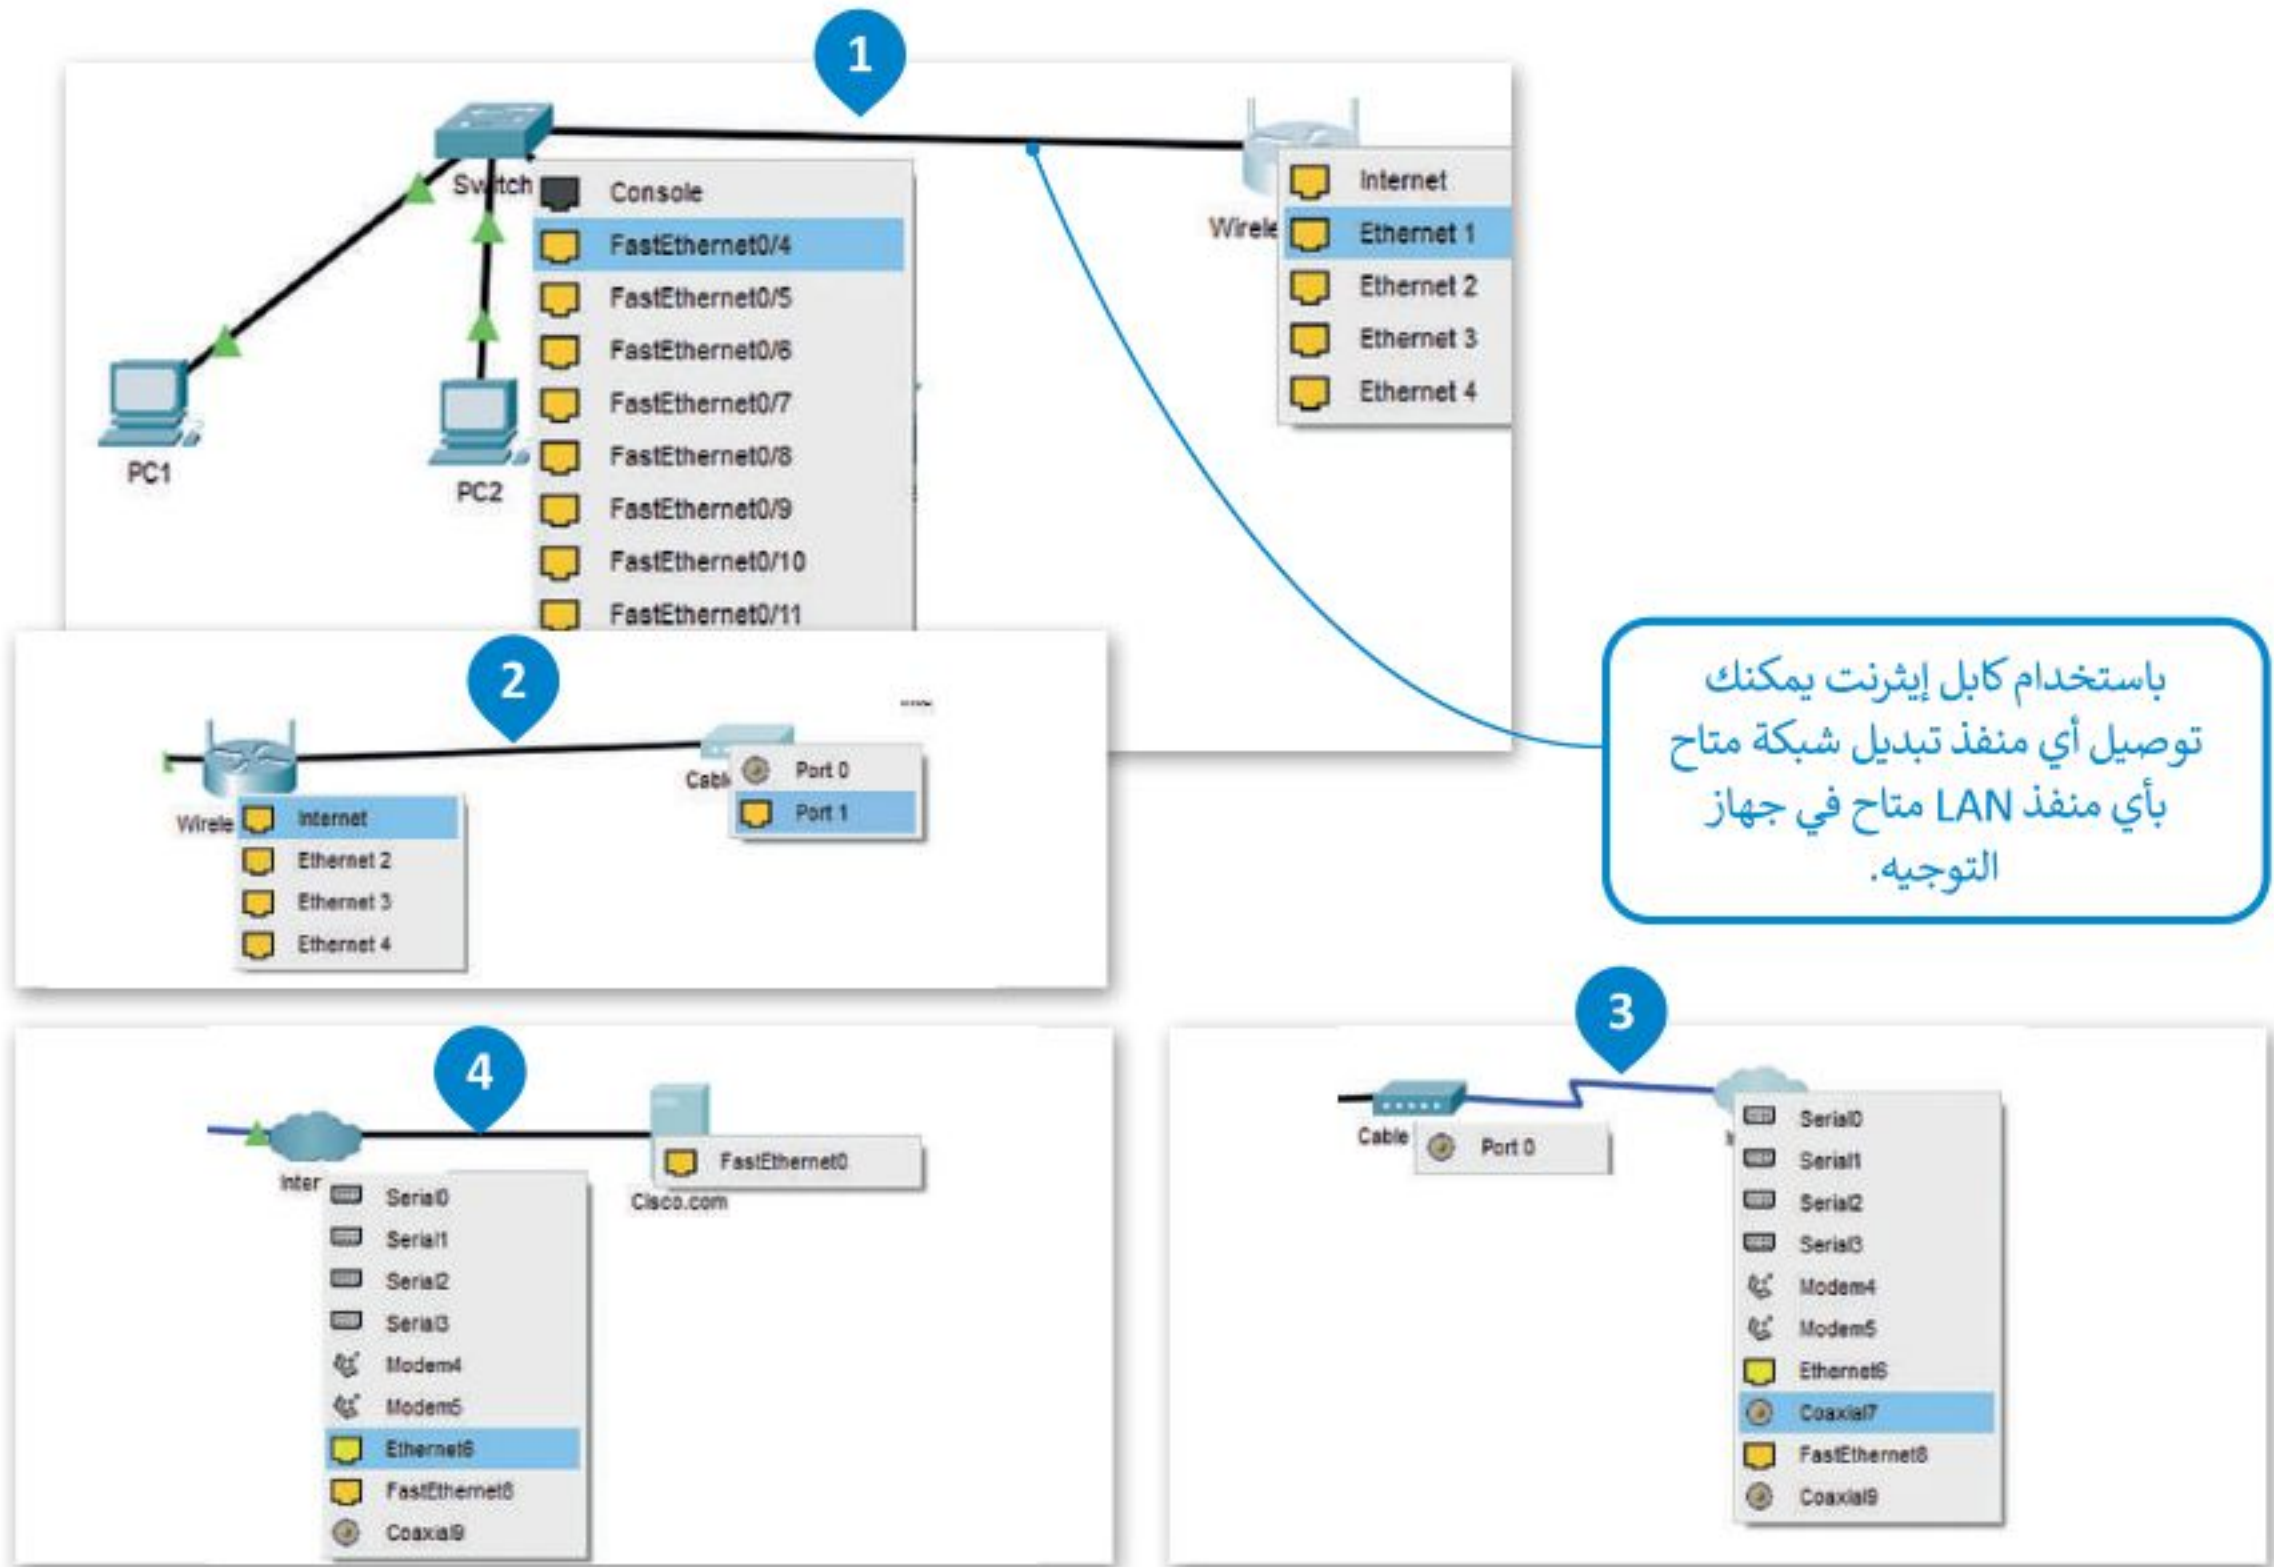 1
Switch
Console
FastEthernet0/4
FastEthernet0/5
FastEthernet0/6
FastEthernet0/7
FastEthernet0/8
FastEthernet0/9
FastEthernet0/10
FastEthernet0/11
PC1
PC2
Wirele
Internet
Ethernet 1
Ethernet 2
Ethernet 3
Ethernet 4
باستخدام كابل إيثرنت يمكنك
توصيل أي منفذ تبديل شبكة متاح
بأي منفذ LAN متاح في جهاز
التوجيه.
2
Wirele
Internet
Ethernet 2
Ethernet 3
Ethernet 4
Cabl
Port 0
Port 1
3
Cable
Port 0
Serial0
Serial1
Serial2
Serial3
Modem4
Modem5
Ethernet6
Coaxial7
FastEthernet8
Coaxial9
4
Inter
Serial0
Serial1
Serial2
Serial3
Modem4
Modem5
Ethernet6
FastEthernet8
Coaxial9
FastEthernet0
Cisco.com